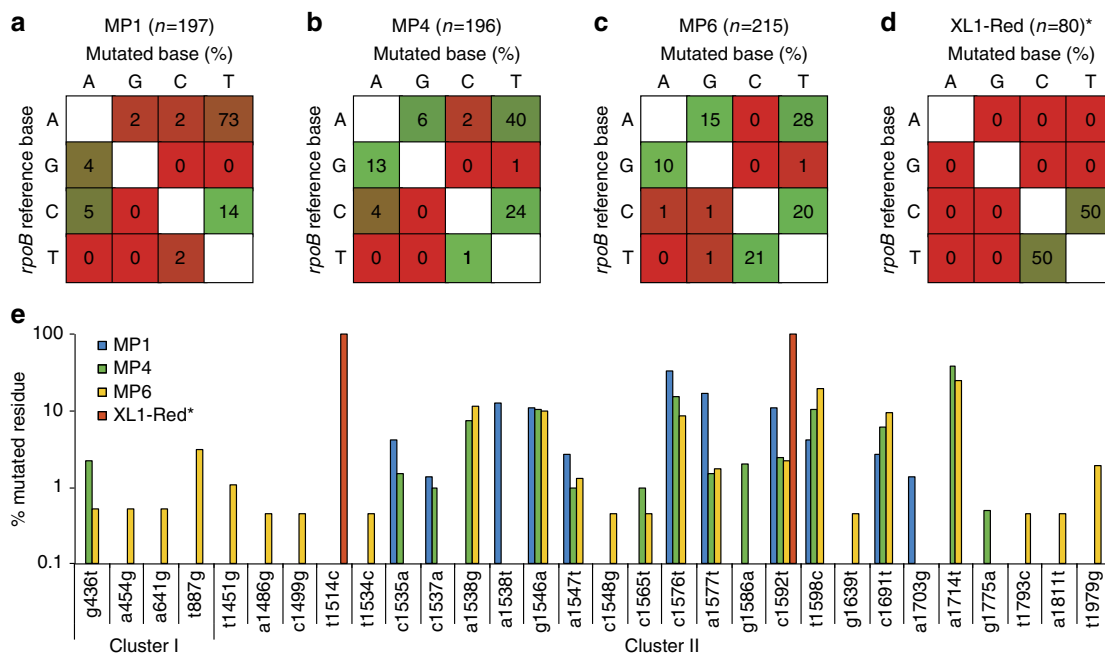 a
MP1 (n=197)
Mutated base (%)
A G C T
rpoB reference base
A 2 2 73
G 4 0 0
C 5 0 14
T 0 0 2
b
MP4 (n=196)
Mutated base (%)
A G C T
rpoB reference base
A 6 2 40
G 13 0 1
C 4 0 24
T 0 0 1
c
MP6 (n=215)
Mutated base (%)
A G C T
rpoB reference base
A 15 0 28
G 10 0 1
C 1 1 20
T 0 1 21
d
XL1-Red (n=80)*
Mutated base (%)
A G C T
rpoB reference base
A 0 0 0
G 0 0 0
C 0 0 50
T 0 0 50
e
% mutated residue
100
10
1
0.1
MP1
MP4
MP6
XL1-Red*
g436t
a454g
a641g
t887g
t1451g
a1486g
c1499g
t1514c
t1534c
c1535a
c1537a
a1538g
a1538t
g1546a
a1547t
c1548g
c1565t
c1576t
a1577t
g1586a
c1592t
t1598c
g1639t
c1691t
a1703g
a1714t
g1775a
t1793c
a1811t
t1979g
Cluster I
Cluster II